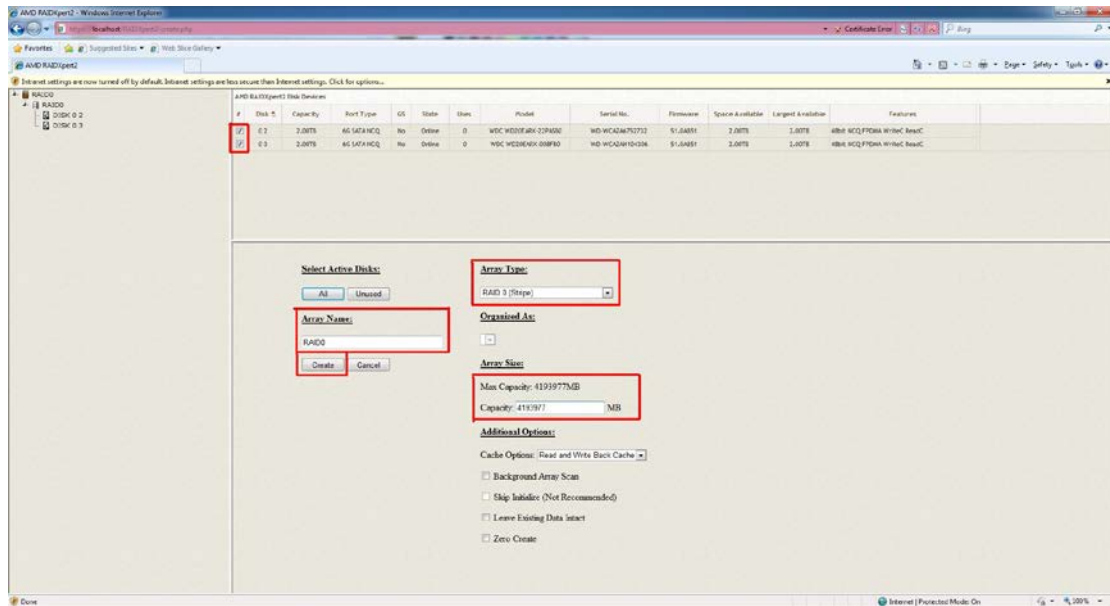 AMD RAIDXpert2 - Windows Internet Explorer
Certificate Error
Bing
Favorites
Suggested Sites
Web Slice Gallery
AMD RAIDXpert2
Page
Safety
Tools
Intranet settings are now turned off by default. Intranet settings are less secure than Internet settings. Click for options...
RAID0
RAID0
DISK 0 2
DISK 0 3
AMD RAIDXpert2 Disk Devices
Disk
Capacity
Port Type
GS
State
Uses
Model
Serial No.
Firmware
Space Available
Largest Available
Features
0 2
2.00TB
6G SATA NCQ
No
Online
0
2.00TB
2.00TB
0 3
2.00TB
6G SATA NCQ
No
Online
0
2.00TB
2.00TB
Select Active Disks:
All
Unused
Array Name:
RAID0
Create
Cancel
Array Type:
RAID 0 (Stripe)
Organized As:
Array Size:
Max Capacity: 4193977MB
Capacity: 4193977 MB
Additional Options:
Cache Options: Read and Write Back Cache
Background Array Scan
Skip Initialize (Not Recommended)
Leave Existing Data Intact
Zero Create
Done
Internet | Protected Mode: On
100%